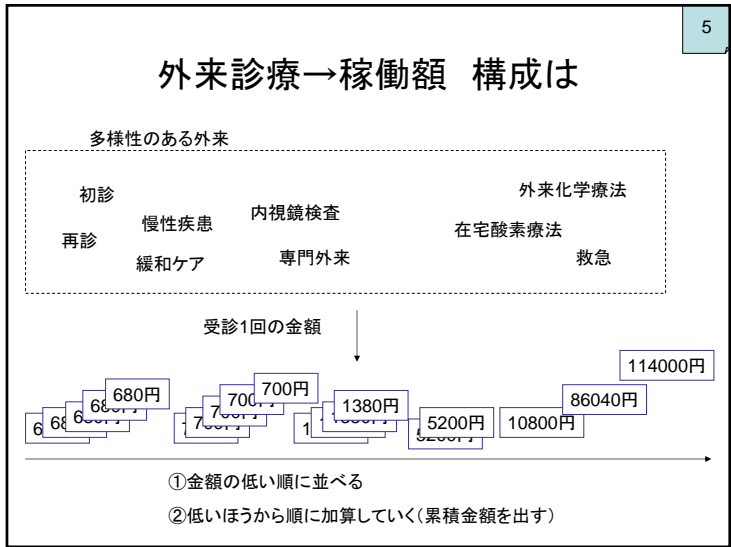 5
外来診療→稼働額 構成は
多様性のある外来
初診
再診
慢性疾患
緩和ケア
内視鏡検査
専門外来
外来化学療法
在宅酸素療法
救急
受診1回の金額
680円
700円
700円
1380円
5200円
10800円
86040円
114000円
①金額の低い順に並べる
②低いほうから順に加算していく(累積金額を出す)